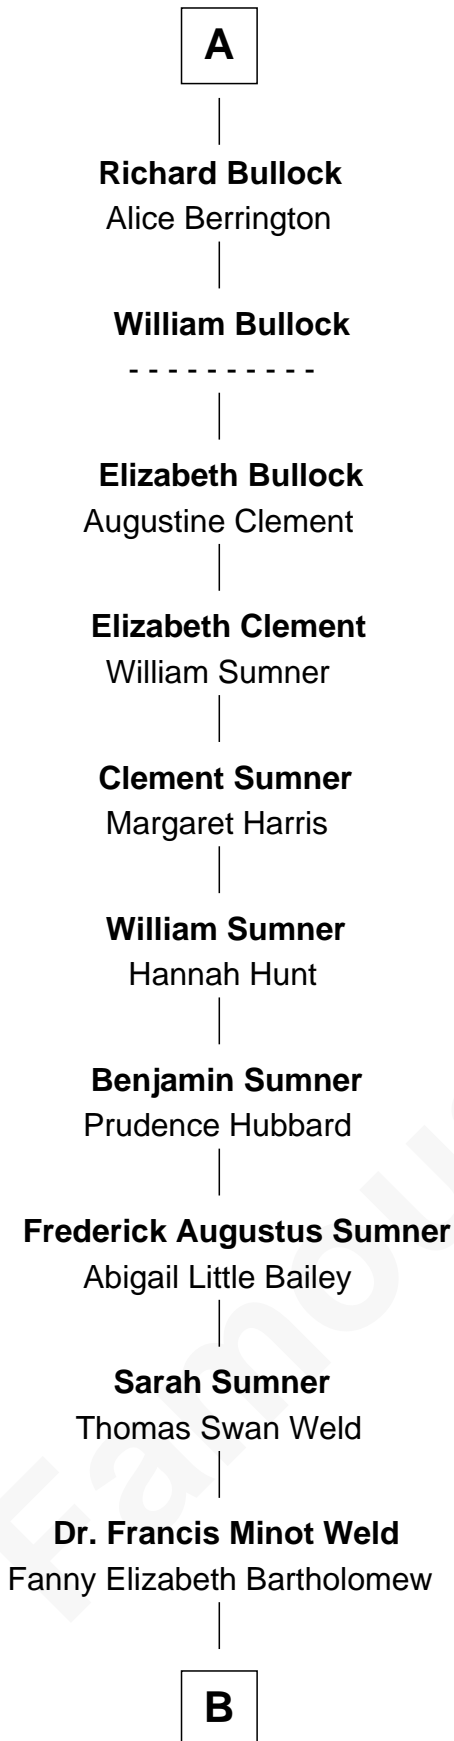 A
Richard Bullock
Alice Berrington
William Bullock
- - - - - - - - - -
Elizabeth Bullock
Augustine Clement
Elizabeth Clement
William Sumner
Clement Sumner
Margaret Harris
William Sumner
Hannah Hunt
Benjamin Sumner
Prudence Hubbard
Frederick Augustus Sumner
Abigail Little Bailey
Sarah Sumner
Thomas Swan Weld
Dr. Francis Minot Weld
Fanny Elizabeth Bartholomew
B
Famou